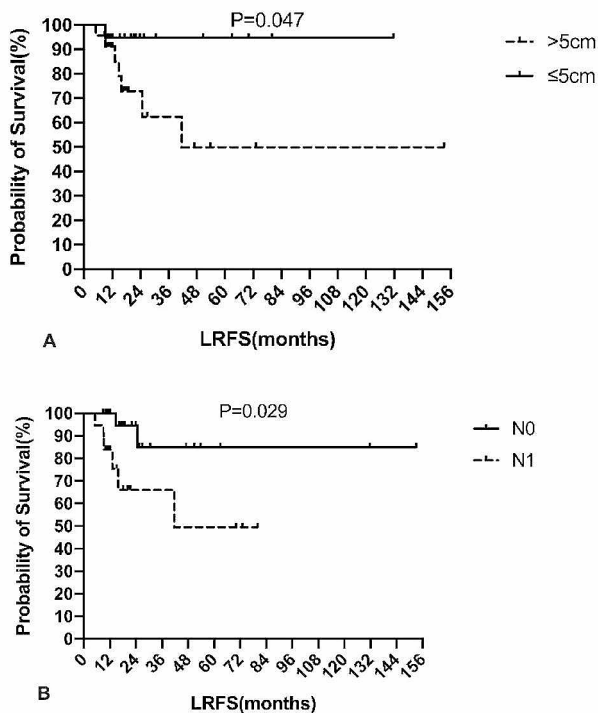 P=0.047
>5cm
≤5cm
Probability of Survival(%)
100
90
80
70
60
50
40
30
20
10
0
0 12 24 36 48 60 72 84 96 108 120 132 144 156
A
LRFS(months)
P=0.029
N0
N1
Probability of Survival(%)
100
90
80
70
60
50
40
30
20
10
0
0 12 24 36 48 60 72 84 96 108 120 132 144 156
B
LRFS(months)